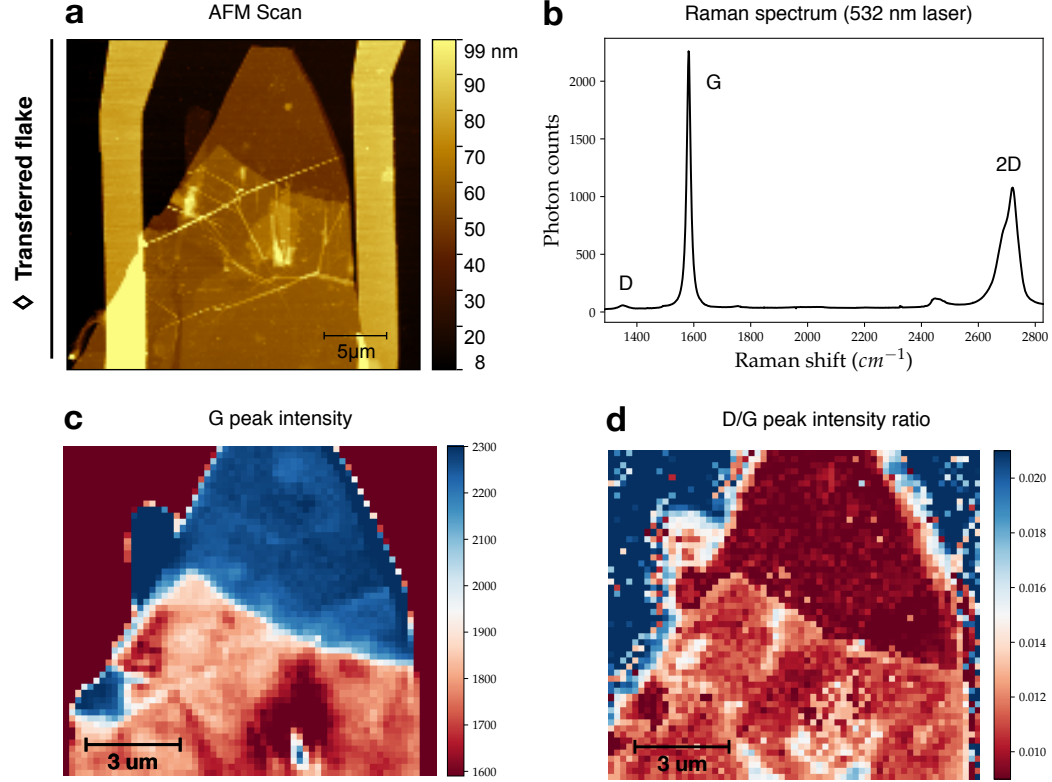 a
AFM Scan
◊ Transferred flake
99 nm
90
80
70
60
50
40
30
20
8
5µm
b
Raman spectrum (532 nm laser)
Photon counts
2000
1500
1000
500
0
D
G
2D
1400
1600
1800
2000
2200
2400
2600
2800
Raman shift (cm⁻¹)
c
G peak intensity
2300
2200
2100
2000
1900
1800
1700
1600
3 um
d
D/G peak intensity ratio
0.020
0.018
0.016
0.014
0.012
0.010
3 um